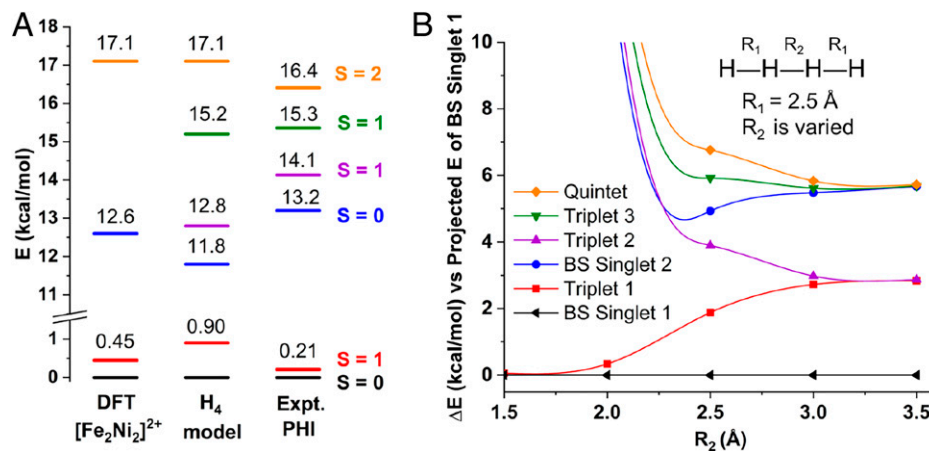 A
E (kcal/mol)
18
17
16
15
14
13
12
11
1
0
17.1
12.6
0.45
17.1
15.2
12.8
11.8
0.90
16.4
15.3
14.1
13.2
0.21
S = 2
S = 1
S = 1
S = 0
S = 1
S = 0
DFT
[Fe2Ni2]2+
H4
model
Expt.
PHI
B
ΔE (kcal/mol) vs Projected E of BS Singlet 1
10
8
6
4
2
0
R1 R2 R1
H—H—H—H
R1 = 2.5 Å
R2 is varied
Quintet
Triplet 3
Triplet 2
BS Singlet 2
Triplet 1
BS Singlet 1
1.5 2.0 2.5 3.0 3.5
R2 (Å)